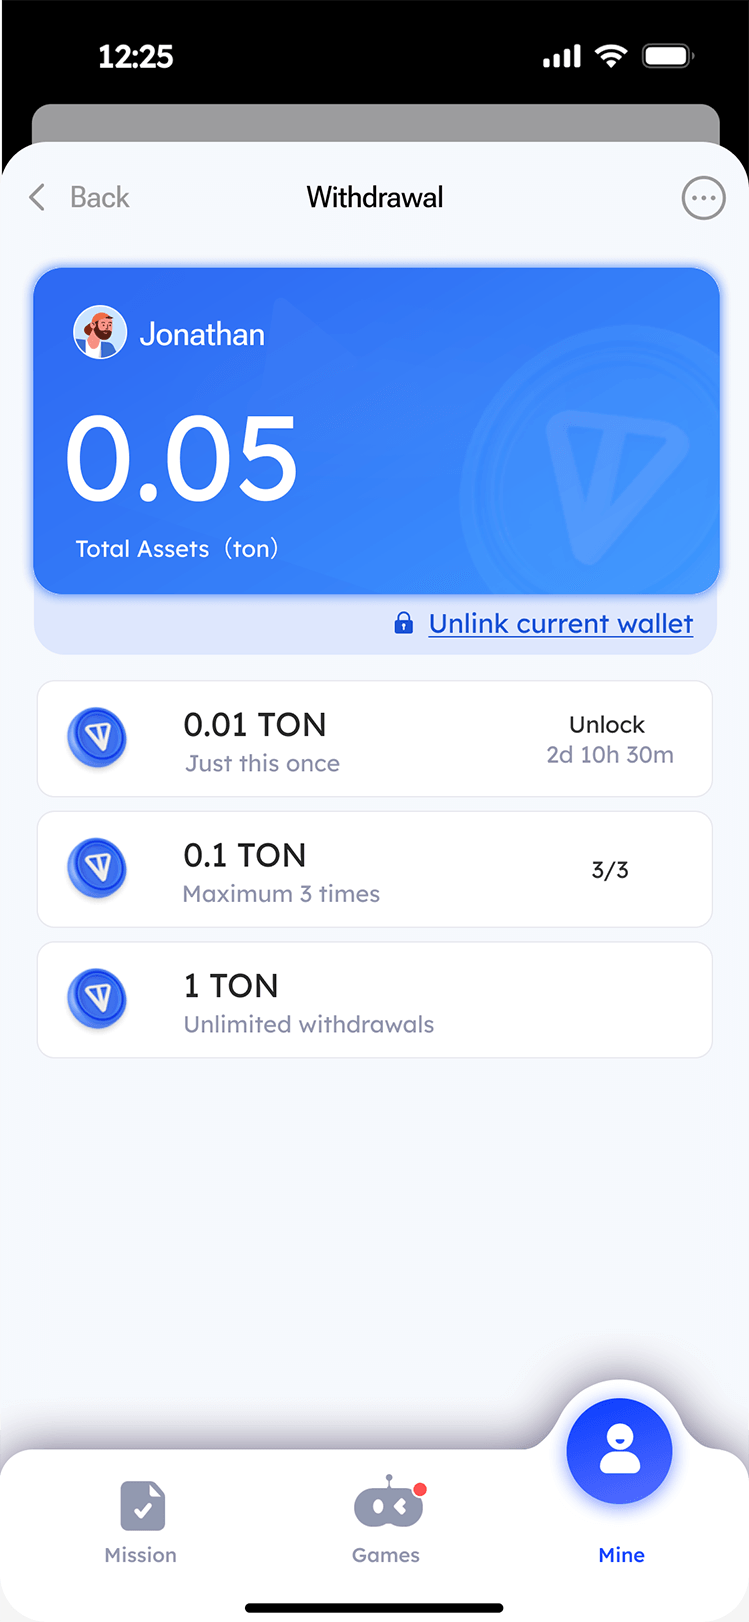 12:25
Back
Withdrawal
Jonathan
0.05
Total Assets（ton）
Unlink current wallet
0.01 TON
Just this once
Unlock
2d 10h 30m
0.1 TON
Maximum 3 times
3/3
1 TON
Unlimited withdrawals
Mission
Games
Mine